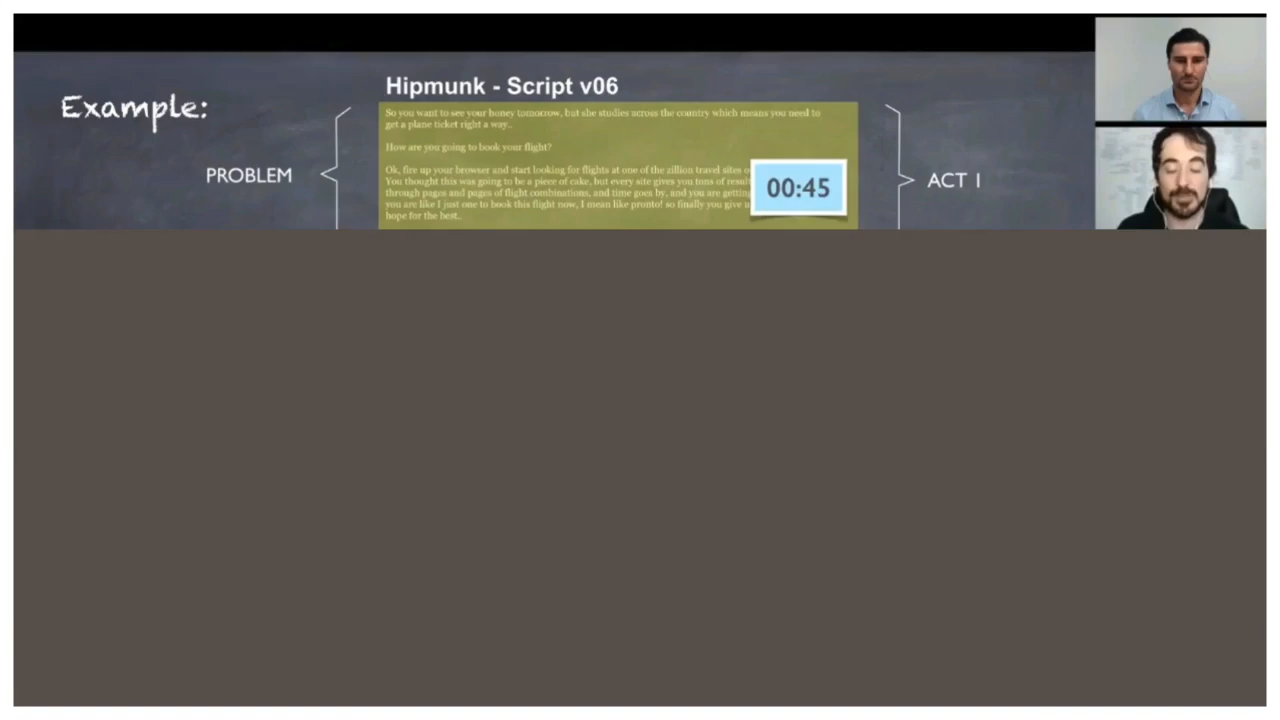 Hipmunk - Script v06
Example:
So you want to see your honey tomorrow, but she studies across the country which means you need to
get a plane ticket right a way..
How are you going to book your flight?
PROBLEM
Ok, fire up your browser and start looking for flights at one of the zillion travel sites
You thought this was going to be a piece of cake, but every site gives you tons of
through pages and pages of flight combinations, and time goes by, and you are getting
you are like I just one to book this flight now, I mean like pronto! so finally you give
hope for the best..
00:45
ACT I